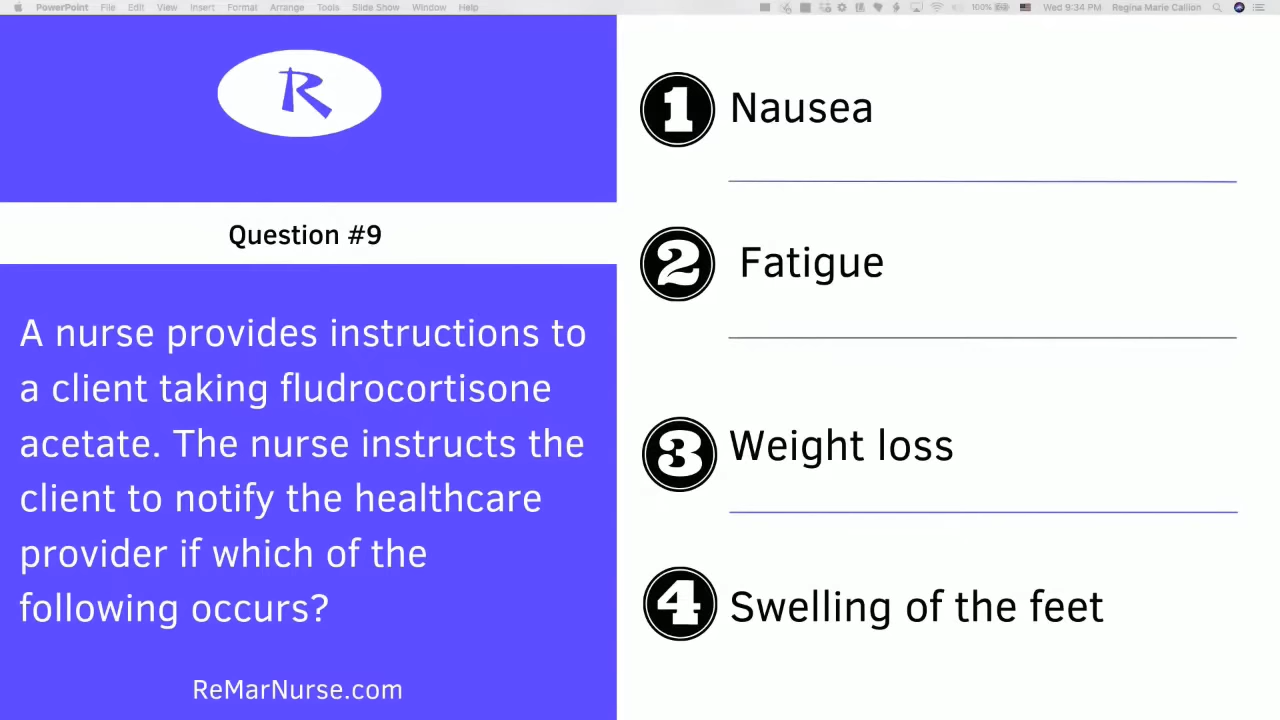 PowerPoint File Edit View Insert Format Arrange Tools Slide Show Window Help 100% Wed 9:34 PM Regina Marie Callion
R
Question #9
A nurse provides instructions to
a client taking fludrocortisone
acetate. The nurse instructs the
client to notify the healthcare
provider if which of the
following occurs?
ReMarNurse.com
1 Nausea
2 Fatigue
3 Weight loss
4 Swelling of the feet